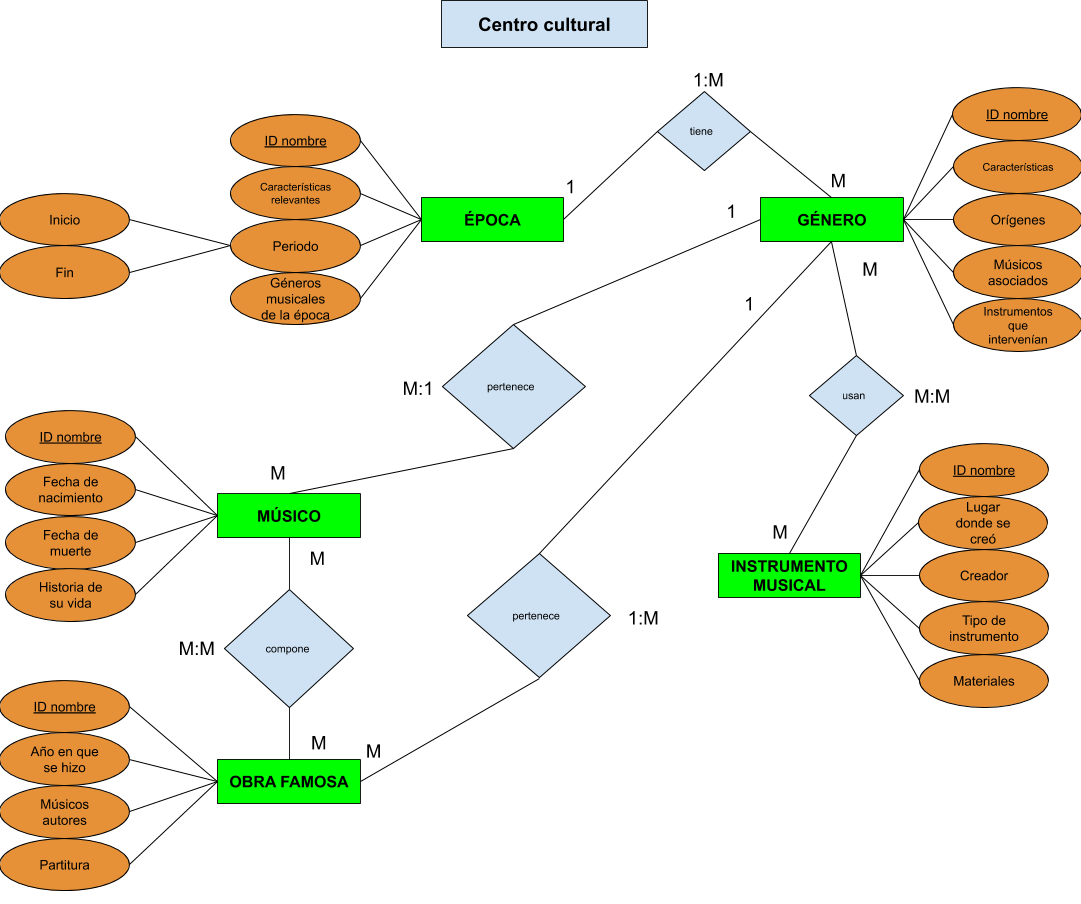 Centro cultural
1:M
tiene
1
M
ÉPOCA
ID nombre
Características
relevantes
Periodo
Géneros
musicales
de la época
Inicio
Fin
GÉNERO
1
M
1
ID nombre
Características
Orígenes
Músicos
asociados
Instrumentos
que
intervenían
M:1
pertenece
usan
M:M
M
MÚSICO
M
ID nombre
Fecha de
nacimiento
Fecha de
muerte
Historia de
su vida
M
INSTRUMENTO
MUSICAL
ID nombre
Lugar
donde se
creó
Creador
Tipo de
instrumento
Materiales
M:M
compone
pertenece
1:M
M
M
OBRA FAMOSA
ID nombre
Año en que
se hizo
Músicos
autores
Partitura